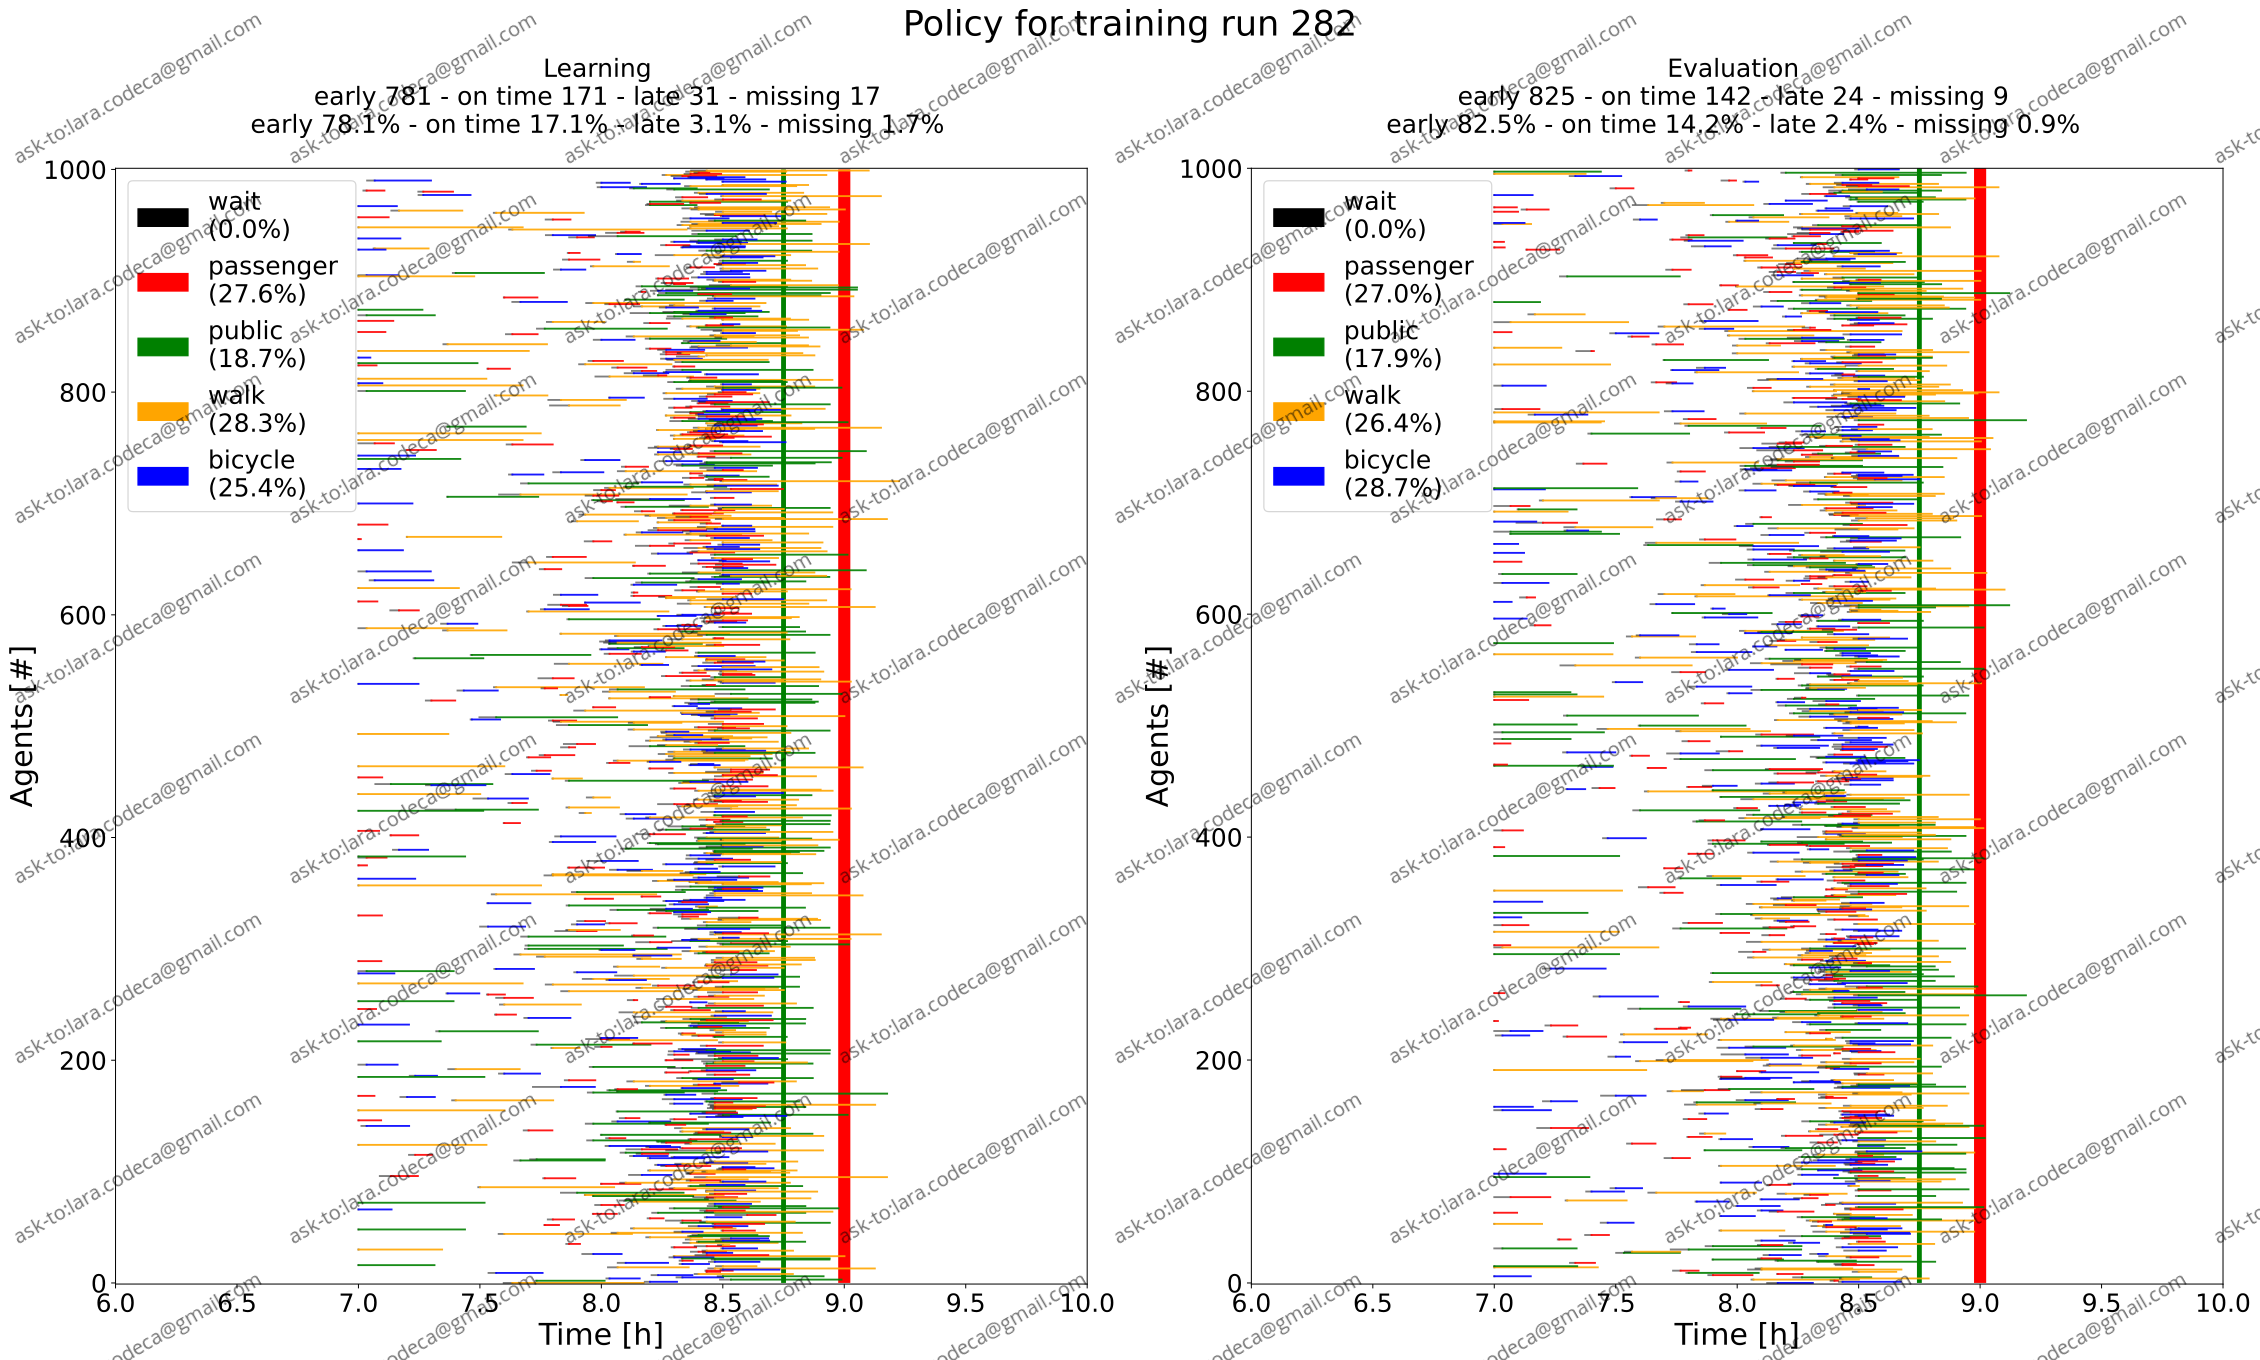 Policy for training run 282
Learning
early 781 - on time 171 - late 31 - missing 17
early 78.1% - on time 17.1% - late 3.1% - missing 1.7%
1000
800
600
400
200
0
Agents [#]
wait
(0.0%)
passenger
(27.6%)
public
(18.7%)
walk
(28.3%)
bicycle
(25.4%)
6.0 6.5 7.0 7.5 8.0 8.5 9.0 9.5 10.0
Time [h]
Evaluation
early 825 - on time 142 - late 24 - missing 9
early 82.5% - on time 14.2% - late 2.4% - missing 0.9%
1000
800
600
400
200
0
Agents [#]
wait
(0.0%)
passenger
(27.0%)
public
(17.9%)
walk
(26.4%)
bicycle
(28.7%)
6.0 6.5 7.0 7.5 8.0 8.5 9.0 9.5 10.0
Time [h]
ask-to:lara.codeca@gmail.com